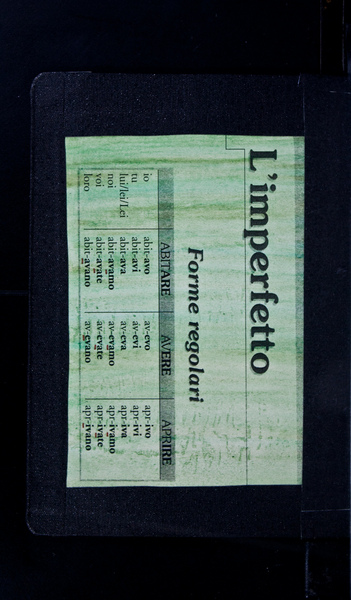 L'imperfetto
Forme regolari
ABITARE AVERE APRIRE
io abit-avo av-evo apr-ivo
tu abit-avi av-evi apr-ivi
lui/lei/Lei abit-ava av-eva apr-iva
noi abit-avamo av-evamo apr-ivamo
voi abit-avate av-evate apr-ivate
loro abit-avano av-evano apr-ivano